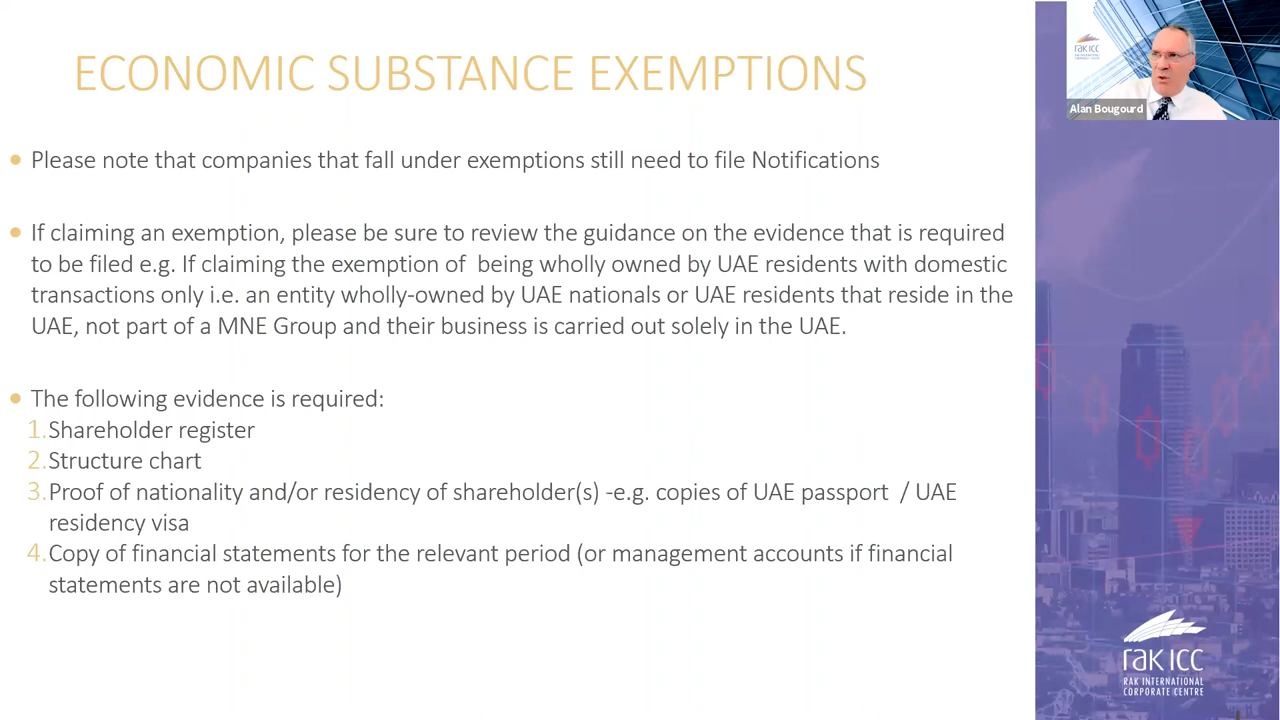 ECONOMIC SUBSTANCE EXEMPTIONS
Please note that companies that fall under exemptions still need to file Notifications
If claiming an exemption, please be sure to review the guidance on the evidence that is required
to be filed e.g. If claiming the exemption of  being wholly owned by UAE residents with domestic
transactions only i.e. an entity wholly-owned by UAE nationals or UAE residents that reside in the
UAE, not part of a MNE Group and their business is carried out solely in the UAE.
The following evidence is required:
1.Shareholder register
2.Structure chart
3.Proof of nationality and/or residency of shareholder(s) -e.g. copies of UAE passport  / UAE
residency visa
4.Copy of financial statements for the relevant period (or management accounts if financial
statements are not available)
rak icc
Alan Bougourd
rak icc
RAK INTERNATIONAL
CORPORATE CENTRE